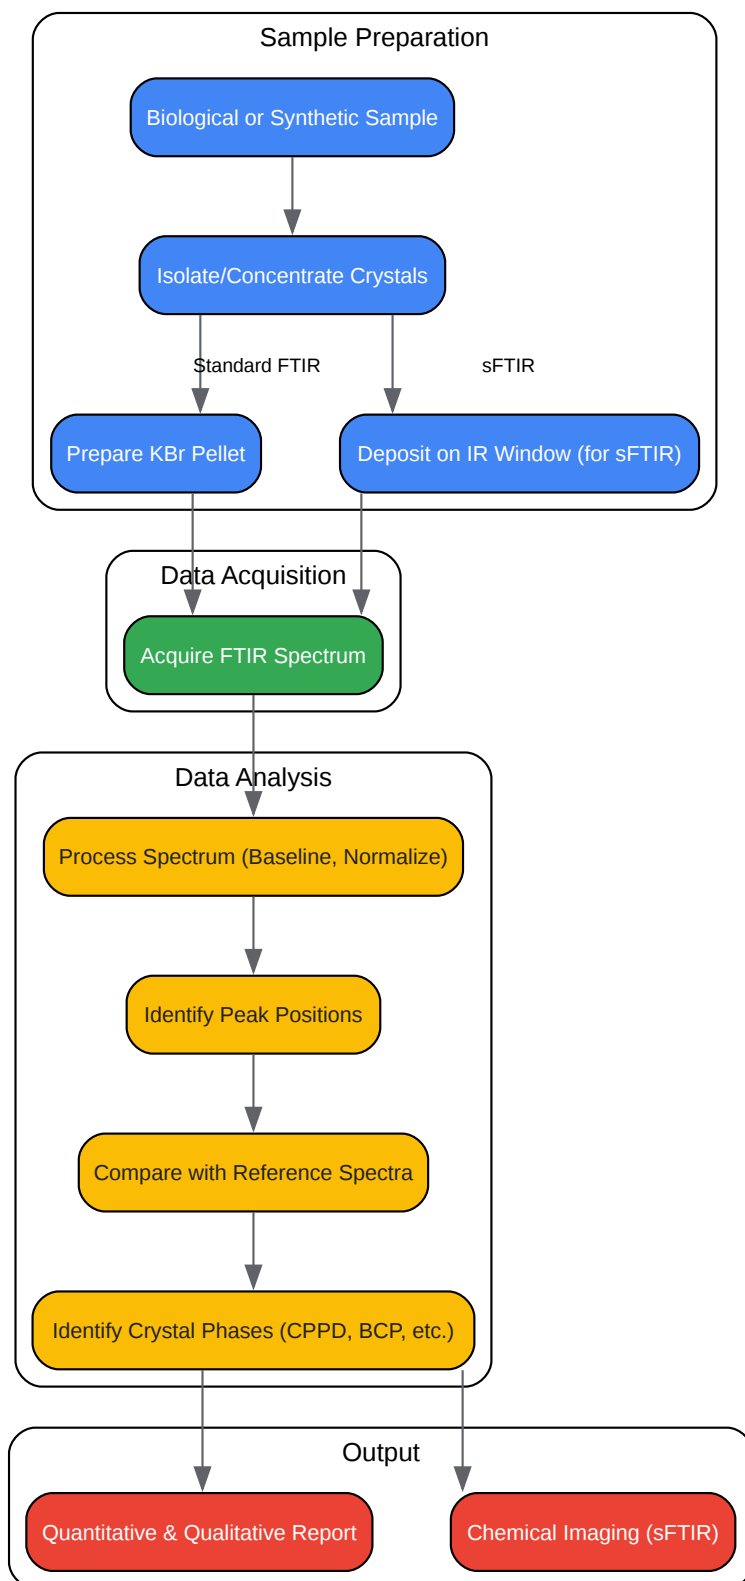 Sample Preparation
Biological or Synthetic Sample
Isolate/Concentrate Crystals
Standard FTIR
sFTIR
Prepare KBr Pellet
Deposit on IR Window (for sFTIR)
Data Acquisition
Acquire FTIR Spectrum
Data Analysis
Process Spectrum (Baseline, Normalize)
Identify Peak Positions
Compare with Reference Spectra
Identify Crystal Phases (CPPD, BCP, etc.)
Output
Quantitative & Qualitative Report
Chemical Imaging (sFTIR)